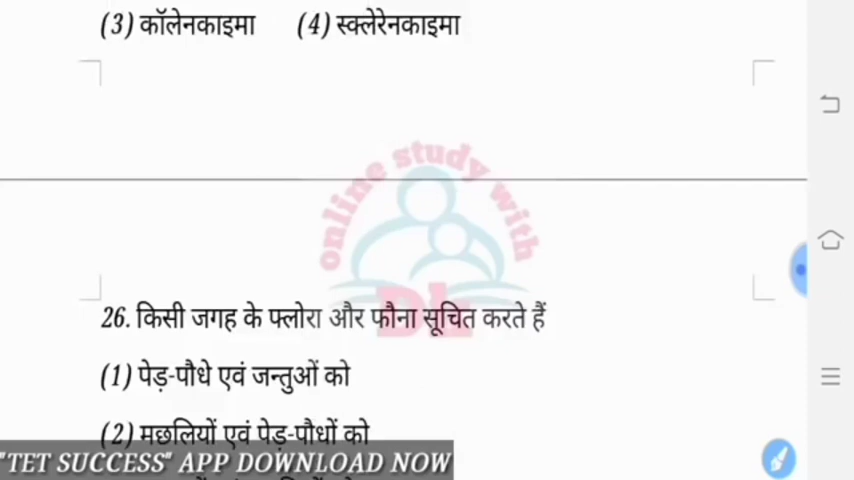 (3) कॉलेनकाइमा (4) स्क्लेरेनकाइमा
online study with
Dk
26. किसी जगह के फ्लोरा और फौना सूचित करते हैं
(1) पेड़-पौधे एवं जन्तुओं को
(2) मछलियों एवं पेड़-पौधों को
"TET SUCCESS" APP DOWNLOAD NOW